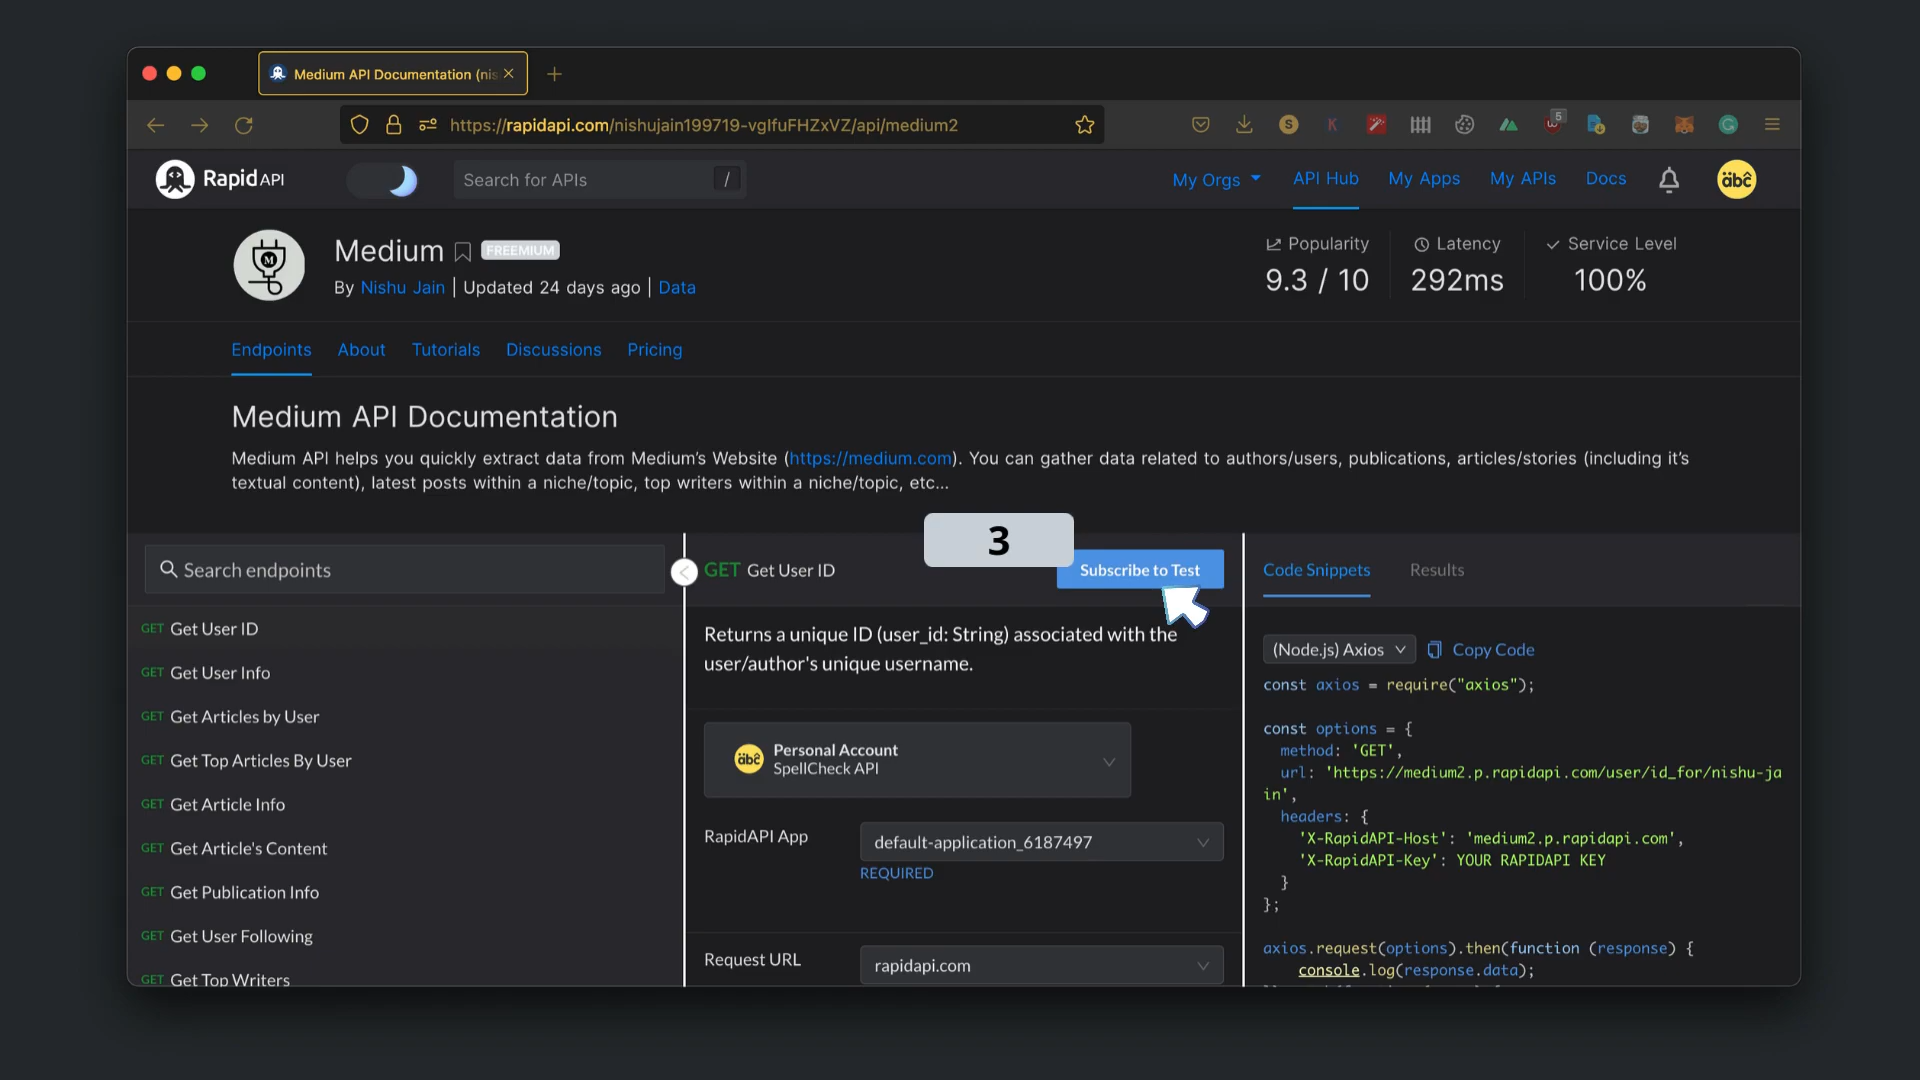 Medium API Documentation (nis
https://rapidapi.com/nishujain199719-vgIfuFHZxVZ/api/medium2
S
K
5
Rapid API
Search for APIs /
My Orgs
API Hub
My Apps
My APIs
Docs
äbĉ
M
Medium FREEMIUM
By Nishu Jain | Updated 24 days ago | Data
Popularity
9.3 / 10
Latency
292ms
Service Level
100%
Endpoints
About
Tutorials
Discussions
Pricing
Medium API Documentation
Medium API helps you quickly extract data from Medium's Website (https://medium.com). You can gather data related to authors/users, publications, articles/stories (including it's
textual content), latest posts within a niche/topic, top writers within a niche/topic, etc...
3
Search endpoints
GET Get User ID
GET Get User Info
GET Get Articles by User
GET Get Top Articles By User
GET Get Article Info
GET Get Article's Content
GET Get Publication Info
GET Get User Following
GET Get Top Writers
GET Get User ID
Subscribe to Test
Returns a unique ID (user_id: String) associated with the
user/author's unique username.
äbĉ
Personal Account
SpellCheck API
RapidAPI App
default-application_6187497
REQUIRED
Request URL
rapidapi.com
Code Snippets
Results
(Node.js) Axios
Copy Code
const axios = require("axios");
const options = {
method: 'GET',
url: 'https://medium2.p.rapidapi.com/user/id_for/nishu-ja
in',
headers: {
'X-RapidAPI-Host': 'medium2.p.rapidapi.com',
'X-RapidAPI-Key': YOUR RAPIDAPI KEY
}
};
axios.request(options).then(function (response) {
console.log(response.data);